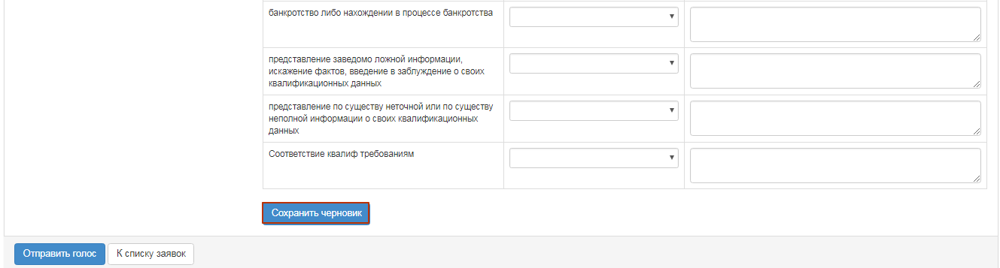 банкротство либо нахождении в процессе банкротства
представление заведомо ложной информации,
искажение фактов, введение в заблуждение о своих
квалификационных данных
представление по существу неточной или по существу
неполной информации о своих квалификационных
данных
Соответствие квалиф требованиям
Сохранить черновик
Отправить голос
К списку заявок